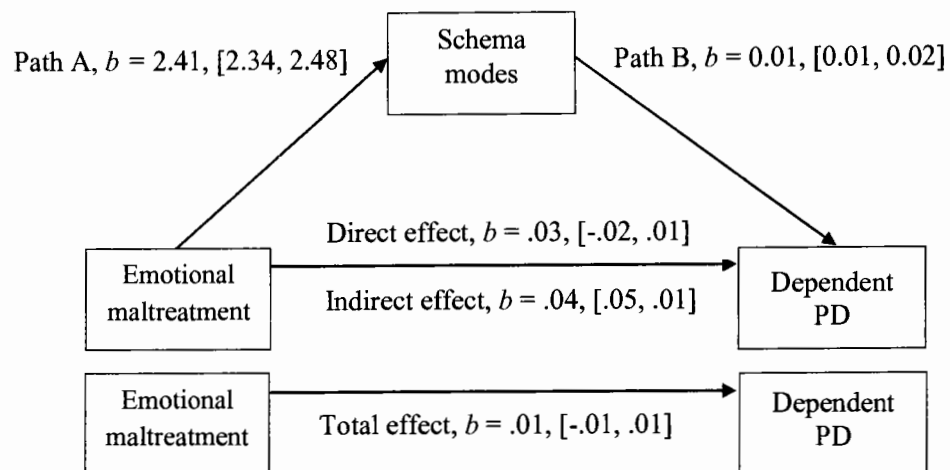 Schema
modes
Path A, b = 2.41, [2.34, 2.48]
Path B, b = 0.01, [0.01, 0.02]
Direct effect, b = .03, [-.02, .01]
Emotional
maltreatment
Indirect effect, b = .04, [.05, .01]
Dependent
PD
Emotional
maltreatment
Total effect, b = .01, [-.01, .01]
Dependent
PD